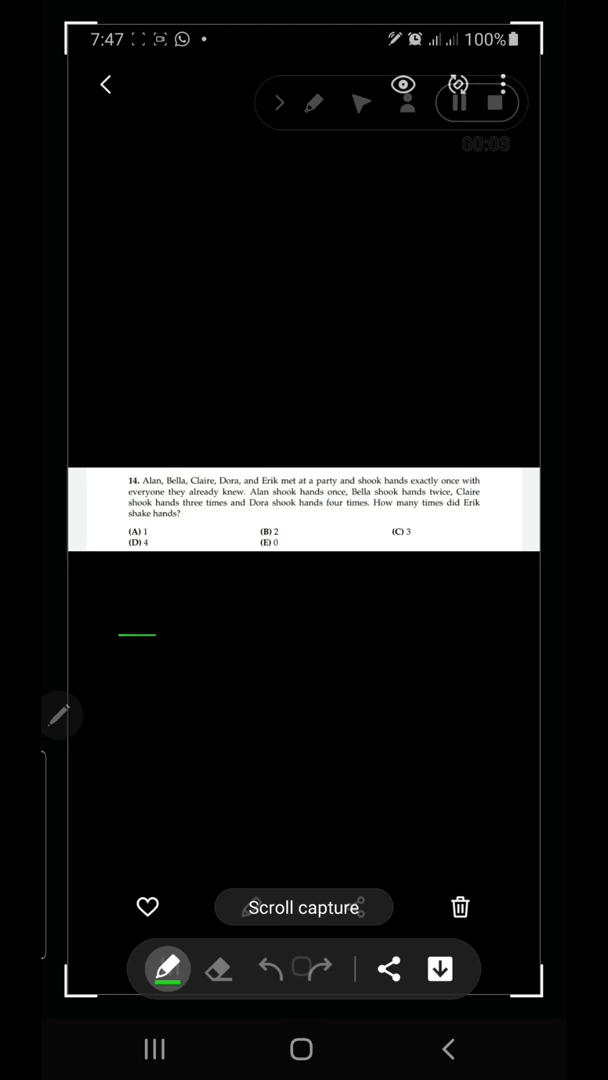 7:47 100%
00:03
14. Alan, Bella, Claire, Dora, and Erik met at a party and shook hands exactly once with
everyone they already knew. Alan shook hands once, Bella shook hands twice, Claire
shook hands three times and Dora shook hands four times. How many times did Erik
shake hands?
(A) 1 (B) 2 (C) 3
(D) 4 (E) 0
Scroll capture